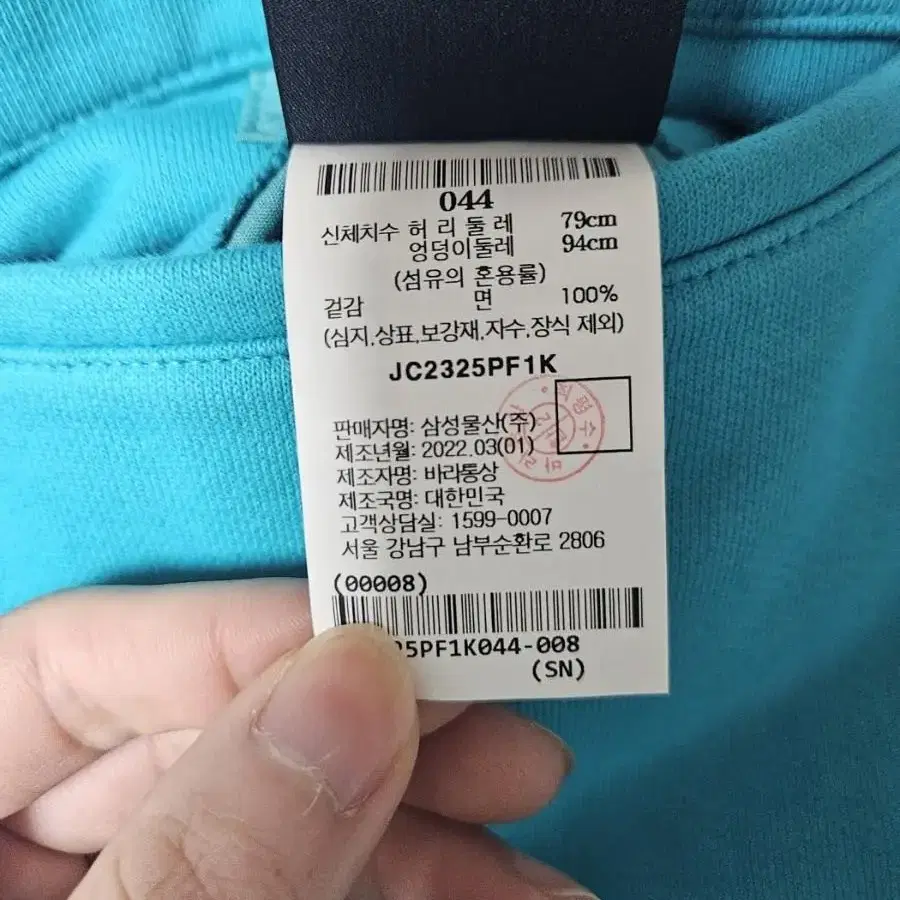 044
신체치수 허 리 둘 레 79cm
엉덩이둘레 94cm
(섬유의 혼용률)
겉감 면 100%
(심지,상표,보강재,자수,장식 제외)
JC2325PF1K
판매자명: 삼성물산(주)
제조년월: 2022.03(01)
제조자명: 바라통상
제조국명: 대한민국
고객상담실: 1599-0007
서울 강남구 남부순환로 2806
(00008)
25PF1K044-008
(SN)